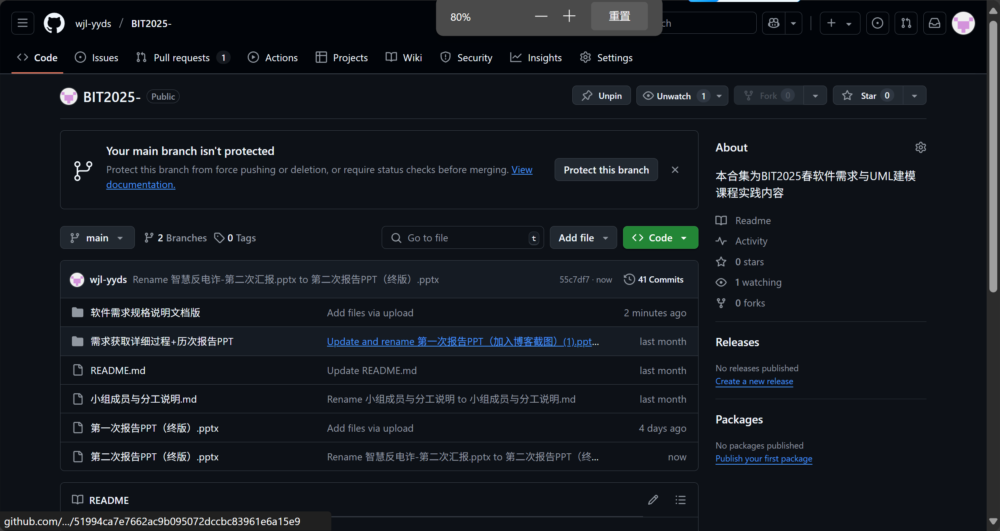 80%
重置
wjl-yyds / BIT2025-
ch
Code
Issues
Pull requests 1
Actions
Projects
Wiki
Security
Insights
Settings
BIT2025- Public
Unpin
Unwatch 1
Fork 0
Star 0
Your main branch isn't protected
Protect this branch from force pushing or deletion, or require status checks before merging. View
documentation.
Protect this branch
main
2 Branches
0 Tags
Go to file t
Add file
Code
wjl-yyds Rename 智慧反电诈-第二次汇报.pptx to 第二次报告PPT（终版）.pptx 55c7df7 · now 41 Commits
软件需求规格说明文档版 Add files via upload 2 minutes ago
需求获取详细过程+历次报告PPT Update and rename 第一次报告PPT（加入博客截图）(1).ppt... last month
README.md Update README.md last month
小组成员与分工说明.md Rename 小组成员与分工说明 to 小组成员与分工说明.md last month
第一次报告PPT（终版）.pptx Add files via upload 4 days ago
第二次报告PPT（终版）.pptx Rename 智慧反电诈-第二次汇报.pptx to 第二次报告PPT（终... now
README
About
本合集为BIT2025春软件需求与UML建模
课程实践内容
Readme
Activity
0 stars
1 watching
0 forks
Releases
No releases published
Create a new release
Packages
No packages published
Publish your first package
github.com/.../51994ca7e7662ac9b095072dccbc83961e6a15e9